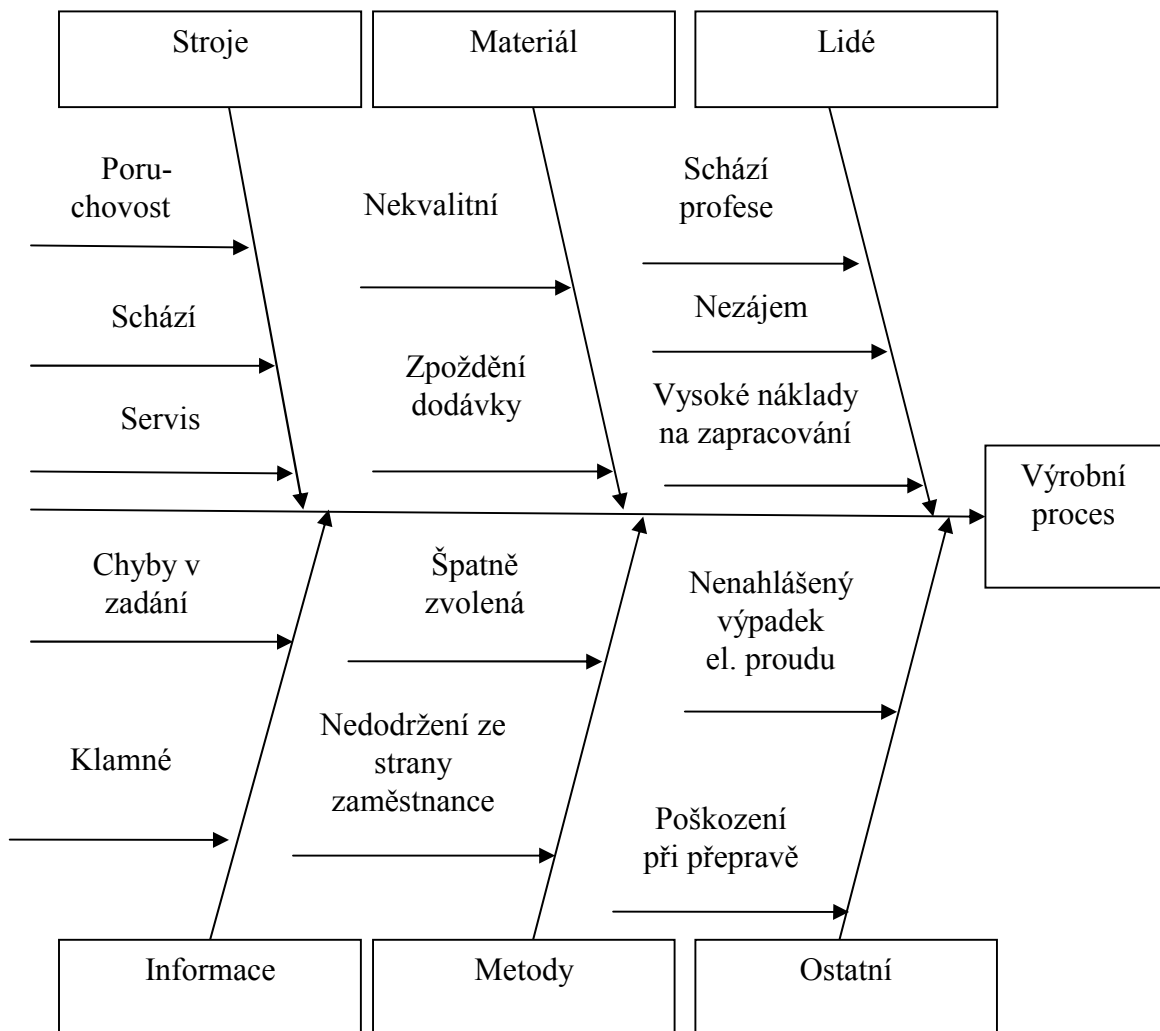 Stroje
Materiál
Lidé
Poru-
chovost
Nekvalitní
Schází
profese
Schází
Nezájem
Zpoždění
dodávky
Servis
Vysoké náklady
na zapracování
Výrobní
proces
Chyby v
zadání
Špatně
zvolená
Nenahlášený
výpadek
el. proudu
Klamné
Nedodržení ze
strany
zaměstnance
Poškození
při přepravě
Informace
Metody
Ostatní